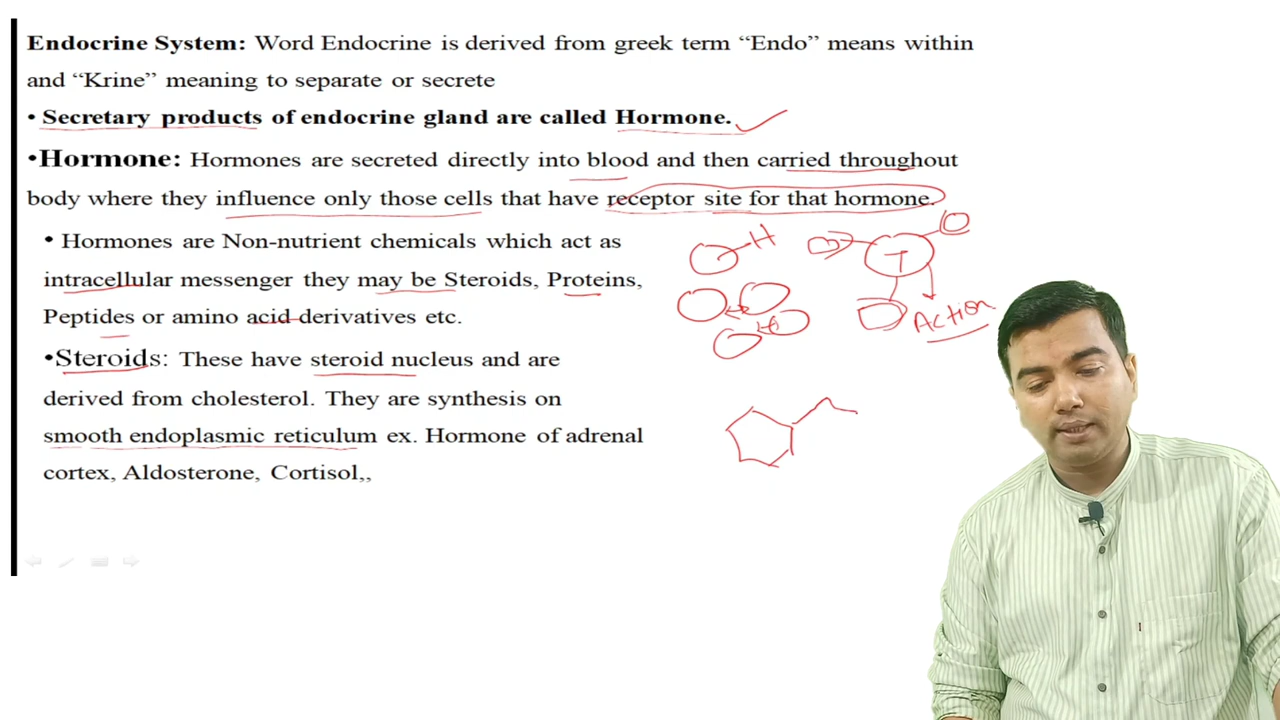 Endocrine System: Word Endocrine is derived from greek term “Endo” means within
and “Krine” meaning to separate or secrete
• Secretary products of endocrine gland are called Hormone.
•Hormone: Hormones are secreted directly into blood and then carried throughout
body where they influence only those cells that have receptor site for that hormone.
H
T
• Hormones are Non-nutrient chemicals which act as
intracellular messenger they may be Steroids, Proteins,
Peptides or amino acid derivatives etc.
Action
•Steroids: These have steroid nucleus and are
derived from cholesterol. They are synthesis on
smooth endoplasmic reticulum ex. Hormone of adrenal
cortex, Aldosterone, Cortisol,,